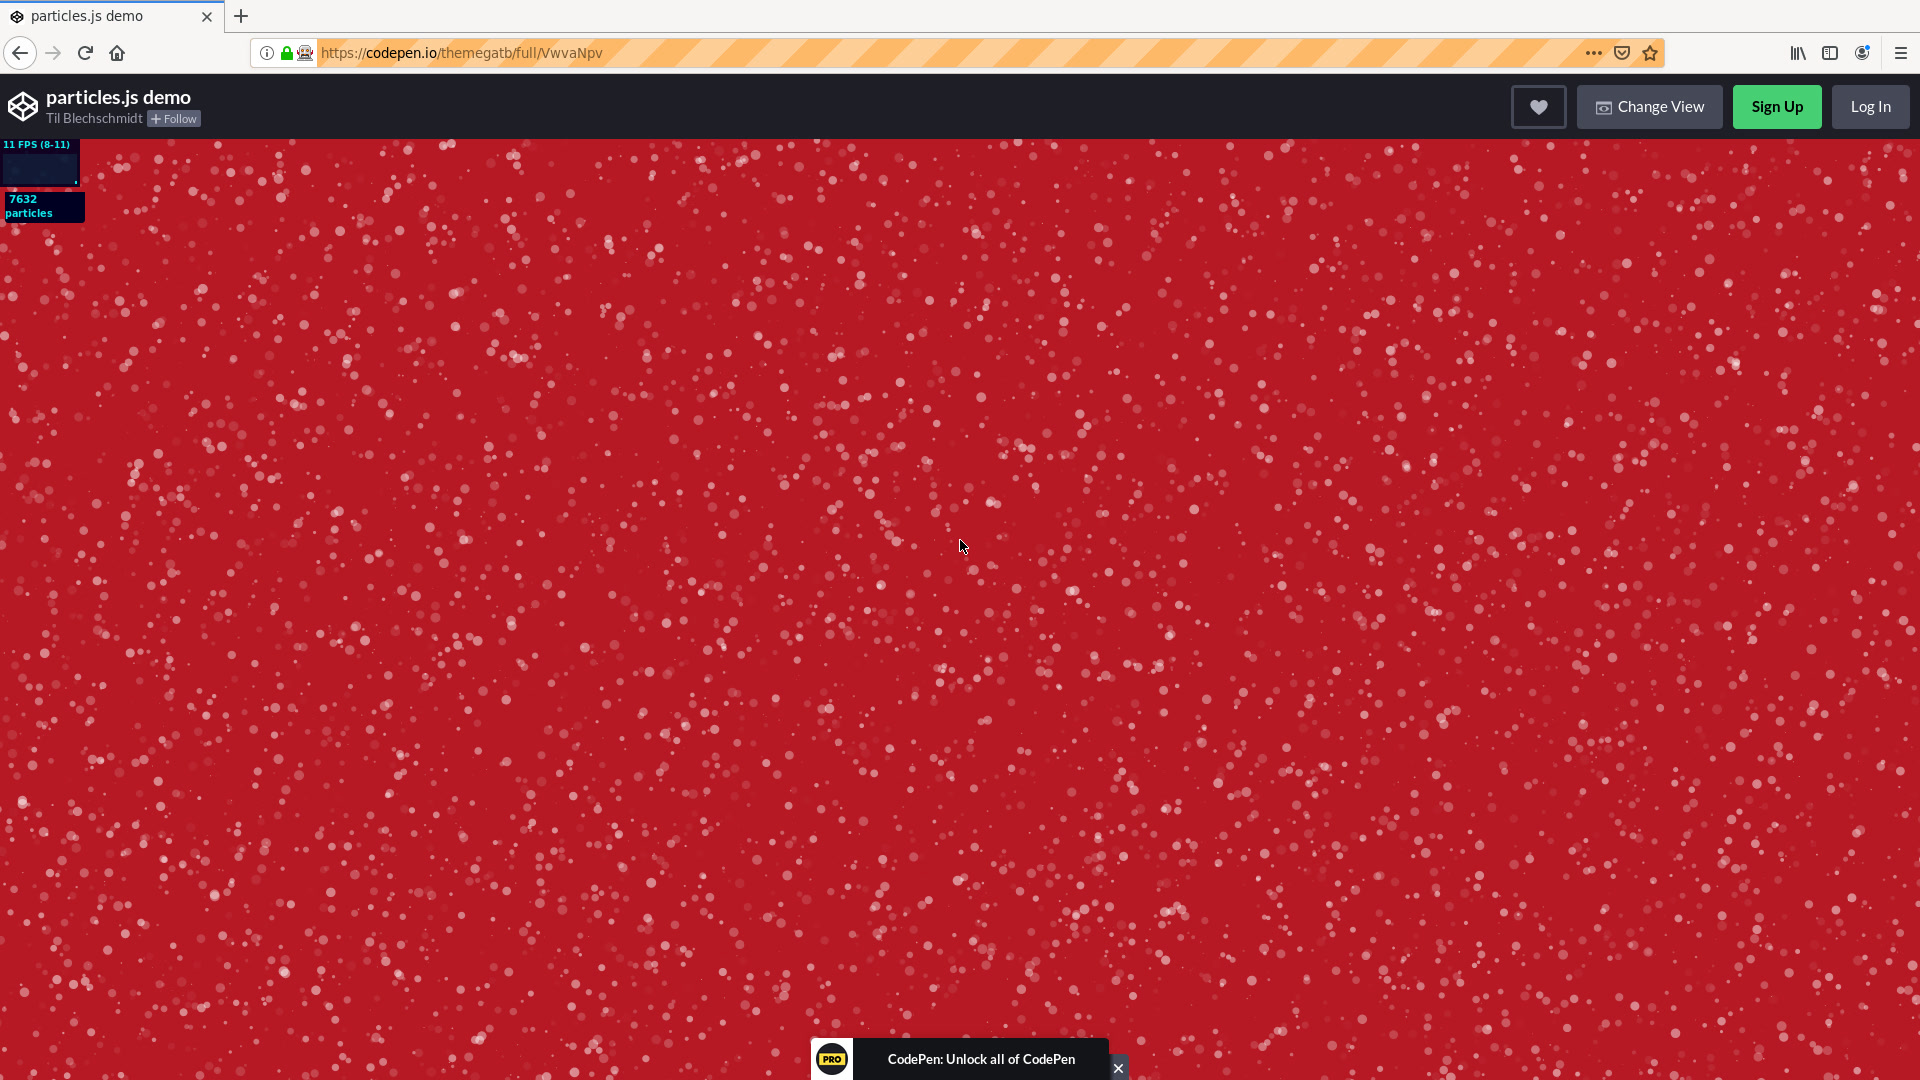 particles.js demo
https://codepen.io/themegatb/full/VwvaNpv
particles.js demo
Til Blechschmidt + Follow
Change View
Sign Up
Log In
11 FPS (8-11)
7632
particles
PRO
CodePen: Unlock all of CodePen